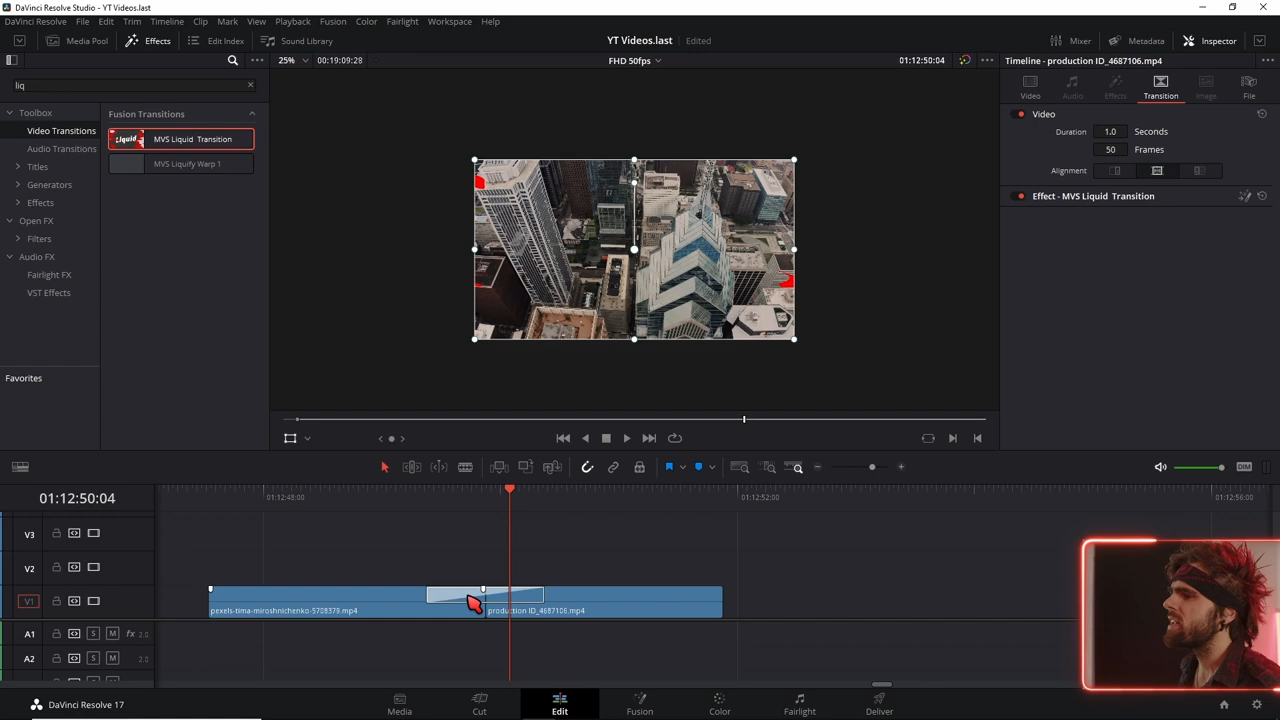 DaVinci Resolve Studio - YT Videos.last
DaVinci Resolve File Edit Trim Timeline Clip Mark View Playback Fusion Color Fairlight Workspace Help
Media Pool Effects Edit Index Sound Library YT Videos.last Edited Mixer Metadata Inspector
25% 00:19:09:28 FHD 50fps 01:12:50:04 Timeline - production ID_4687106.mp4
liq
Video Audio Effects Transition Image File
Toolbox
Video Transitions
Audio Transitions
Titles
Generators
Effects
Open FX
Filters
Audio FX
Fairlight FX
VST Effects
Favorites
Fusion Transitions
Liquid MVS Liquid Transition
MVS Liquify Warp 1
Video
Duration 1.0 Seconds
50 Frames
Alignment
Effect - MVS Liquid Transition
DIM
01:12:50:04
01:12:48:00 01:12:52:00 01:12:56:00
V3
V2
V1
pexels-tima-miroshnichenko-5708379.mp4 production ID_4687106.mp4
A1 S M fx 2.0
A2 S M 2.0
DaVinci Resolve 17 Media Cut Edit Fusion Color Fairlight Deliver